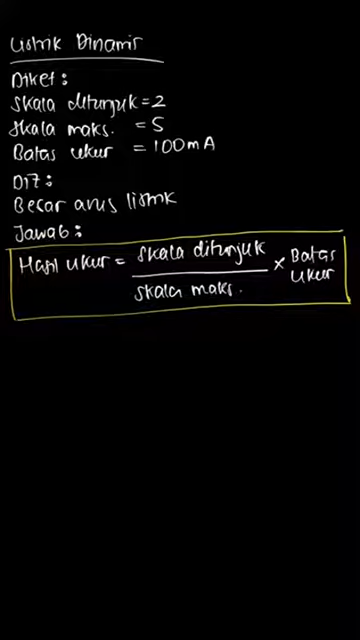 Listrik Dinamis
Diket:
Skala ditunjuk = 2
Skala maks. = 5
Batas ukur = 100 mA
Dit:
Besar arus listrik
Jawab:
Hasil ukur = skala ditunjuk / skala maks. × Batas ukur